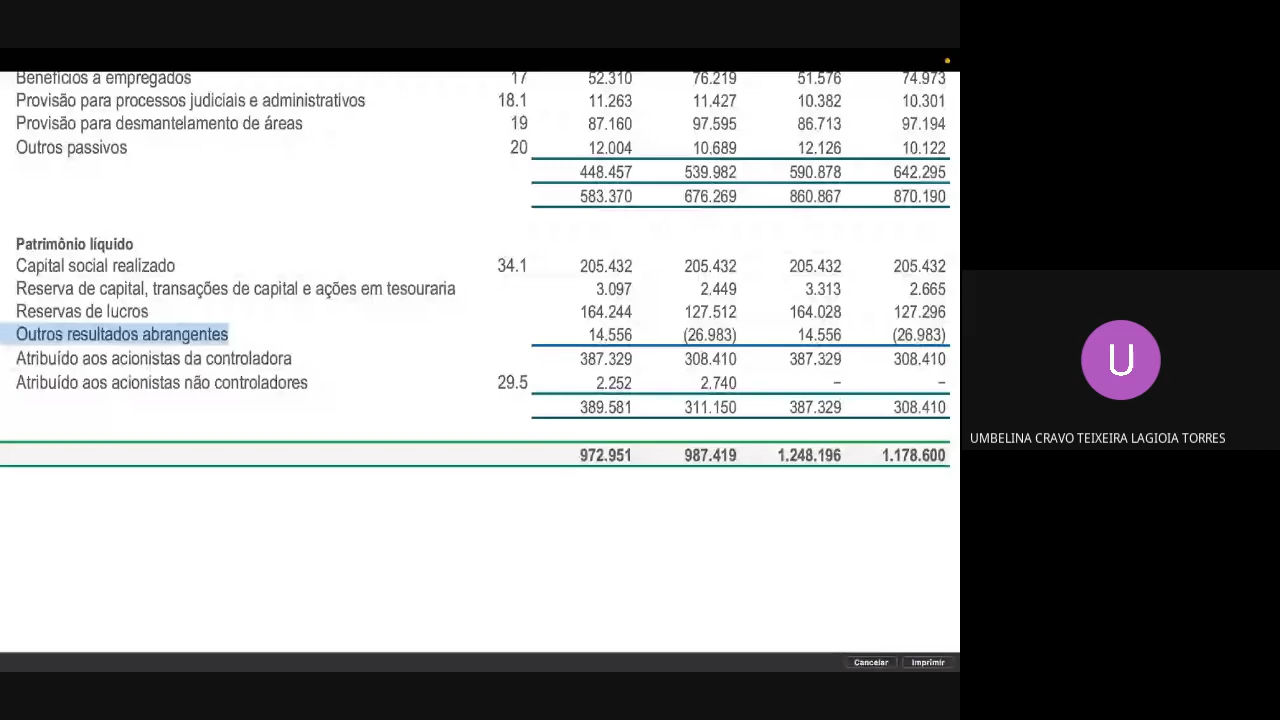 Benefícios a empregados 17 52.310 76.219 51.576 74.973
Provisão para processos judiciais e administrativos 18.1 11.263 11.427 10.382 10.301
Provisão para desmantelamento de áreas 19 87.160 97.595 86.713 97.194
Outros passivos 20 12.004 10.689 12.126 10.122
448.457 539.982 590.878 642.295
583.370 676.269 860.867 870.190
Patrimônio líquido
Capital social realizado 34.1 205.432 205.432 205.432 205.432
Reserva de capital, transações de capital e ações em tesouraria 3.097 2.449 3.313 2.665
Reservas de lucros 164.244 127.512 164.028 127.296
Outros resultados abrangentes 14.556 (26.983) 14.556 (26.983)
Atribuído aos acionistas da controladora 387.329 308.410 387.329 308.410
Atribuído aos acionistas não controladores 29.5 2.252 2.740 – –
389.581 311.150 387.329 308.410
972.951 987.419 1.248.196 1.178.600
Cancelar Imprimir
U
UMBELINA CRAVO TEIXEIRA LAGIOIA TORRES